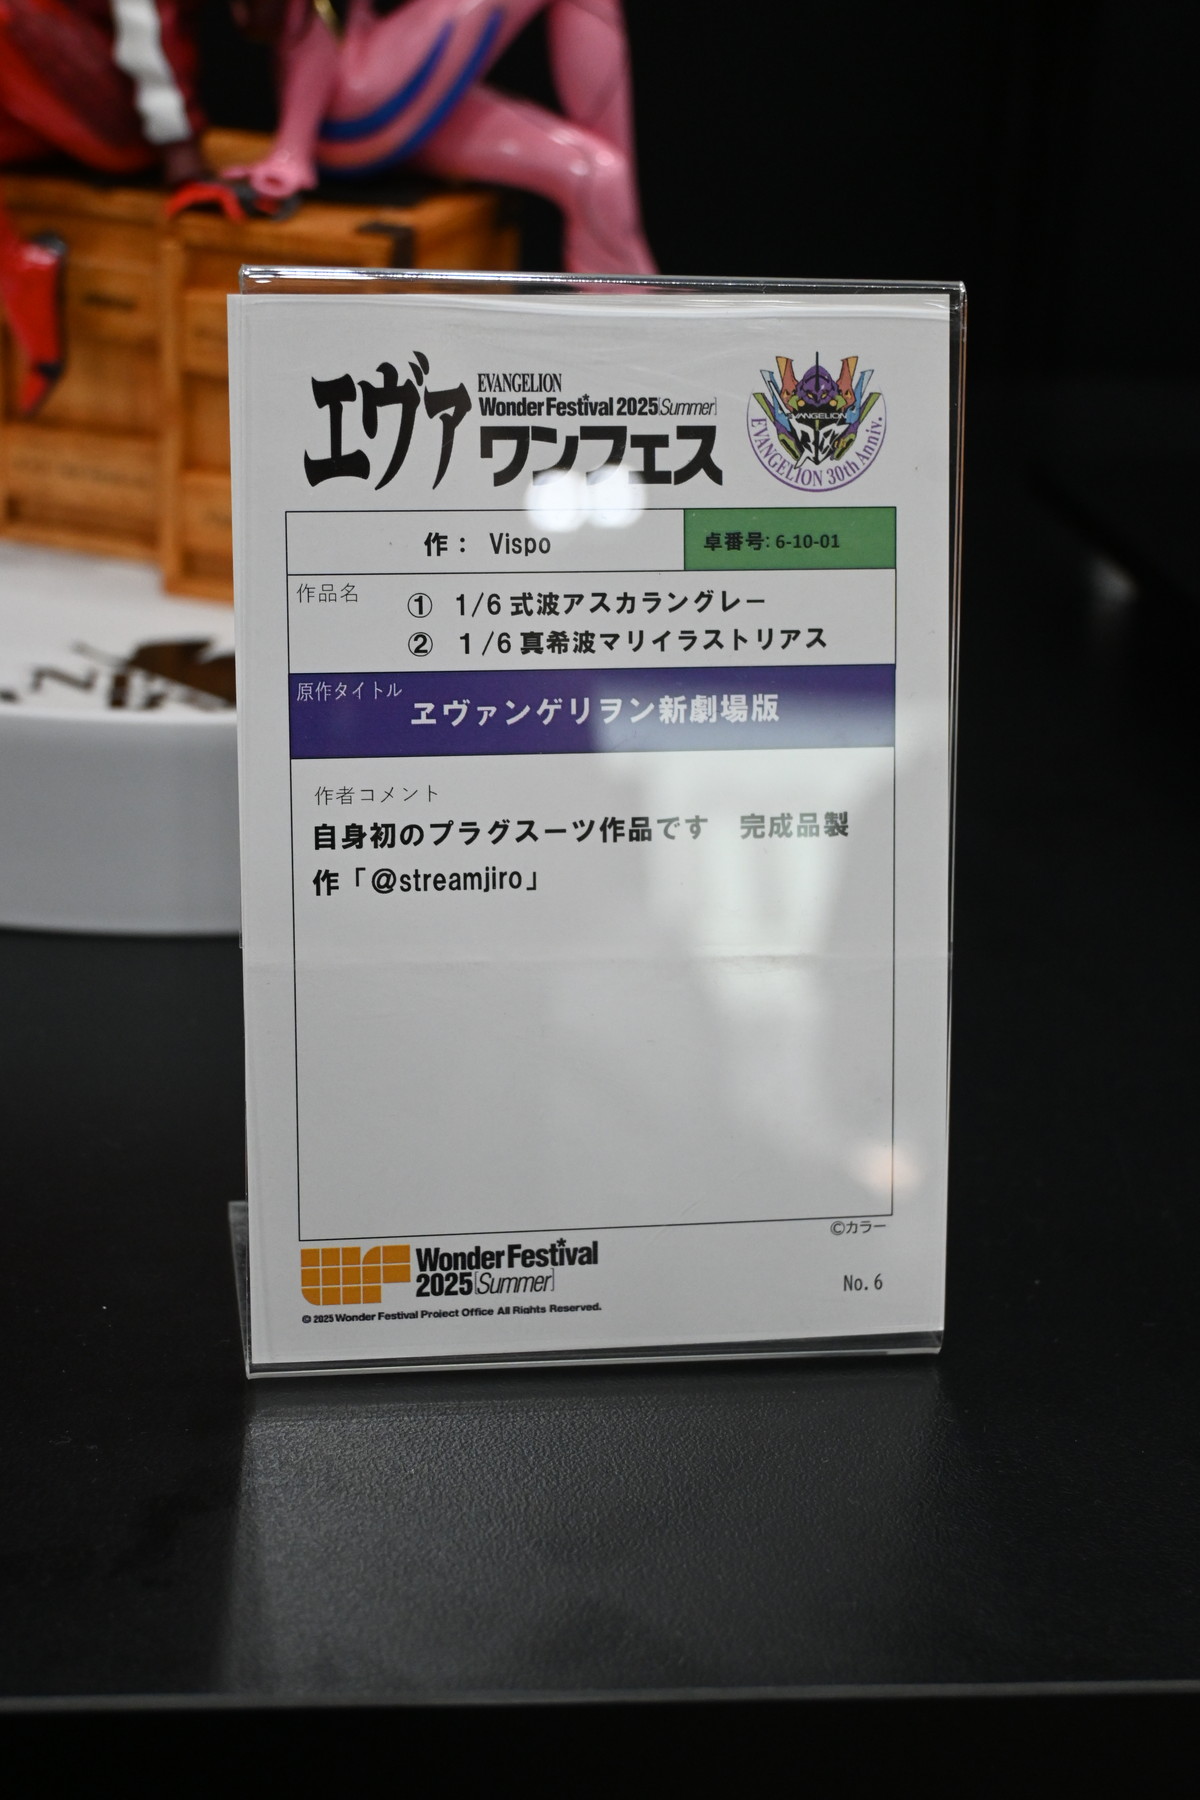 エヴァ
EVANGELION
Wonder Festival 2025[Summer]
ワンフェス
EVANGELION
EVANGELION 30th Anniv.
作： Vispo
卓番号: 6-10-01
作品名
① 1/6 式波アスカラングレー
② 1/6 真希波マリイラストリアス
原作タイトル
ヱヴァンゲリヲン新劇場版
作者コメント
自身初のプラグスーツ作品です　完成品製
作「@streamjiro」
©カラー
Wonder Festival
2025[Summer]
No. 6
© 2025 Wonder Festival Project Office All Rights Reserved.